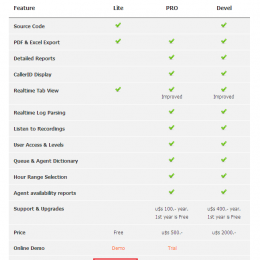 Feature Lite PRO Devel
Source Code
PDF & Excel Export
Detailed Reports
CallerID Display
Realtime Tab View Improved Improved
Realtime Log Parsing
Listen to Recordings
User Access & Levels
Queue & Agent Dictionary
Hour Range Selection
Agent availability reports
Support & Upgrades u$s 100.- year. u$s 400.- year.
1st year is Free 1st year is Free
Price Free u$s 500.- u$s 2000.-
Online Demo Demo Trial